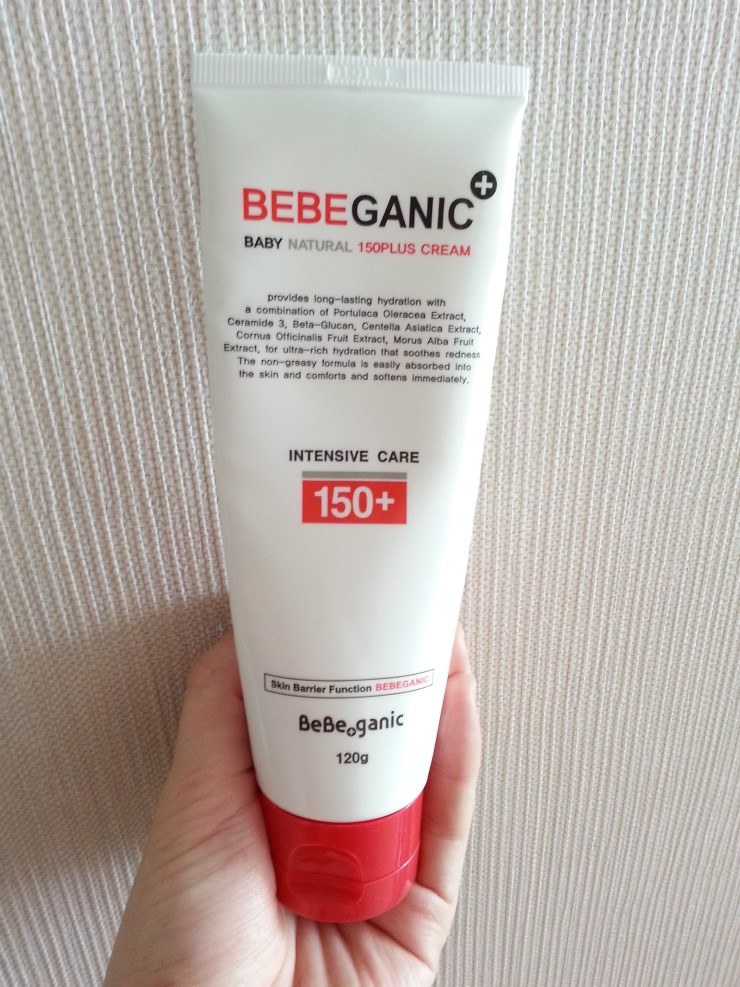 BEBEGANIC+
BABY NATURAL 150PLUS CREAM
provides long-lasting hydration with
a combination of Portulaca Oleracea Extract,
Ceramide 3, Beta-Glucan, Centella Asiatica Extract,
Cornus Officinalis Fruit Extract, Morus Alba Fruit
Extract, for ultra-rich hydration that soothes redness
The non-greasy formula is easily absorbed into
the skin and comforts and softens immediately.
INTENSIVE CARE
150+
Skin Barrier Function BEBEGANIC
BeBe+ganic
120g